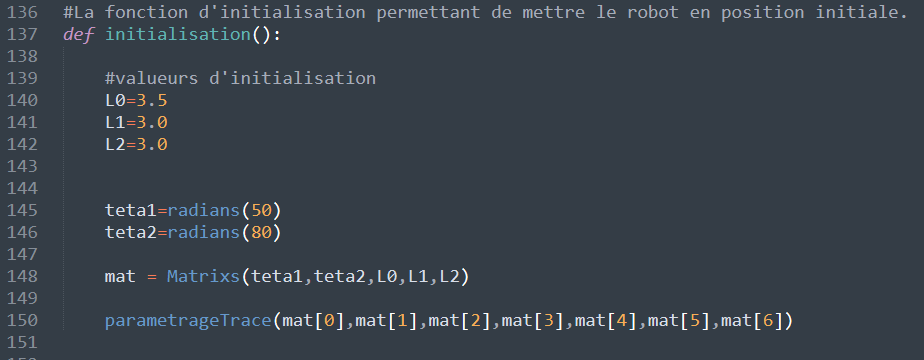 136 #La fonction d'initialisation permettant de mettre le robot en position initiale.
137 def initialisation():
138
139 #valueurs d'initialisation
140 L0=3.5
141 L1=3.0
142 L2=3.0
143
144
145 teta1=radians(50)
146 teta2=radians(80)
147
148 mat = Matrixs(teta1,teta2,L0,L1,L2)
149
150 parametrageTrace(mat[0],mat[1],mat[2],mat[3],mat[4],mat[5],mat[6])
151